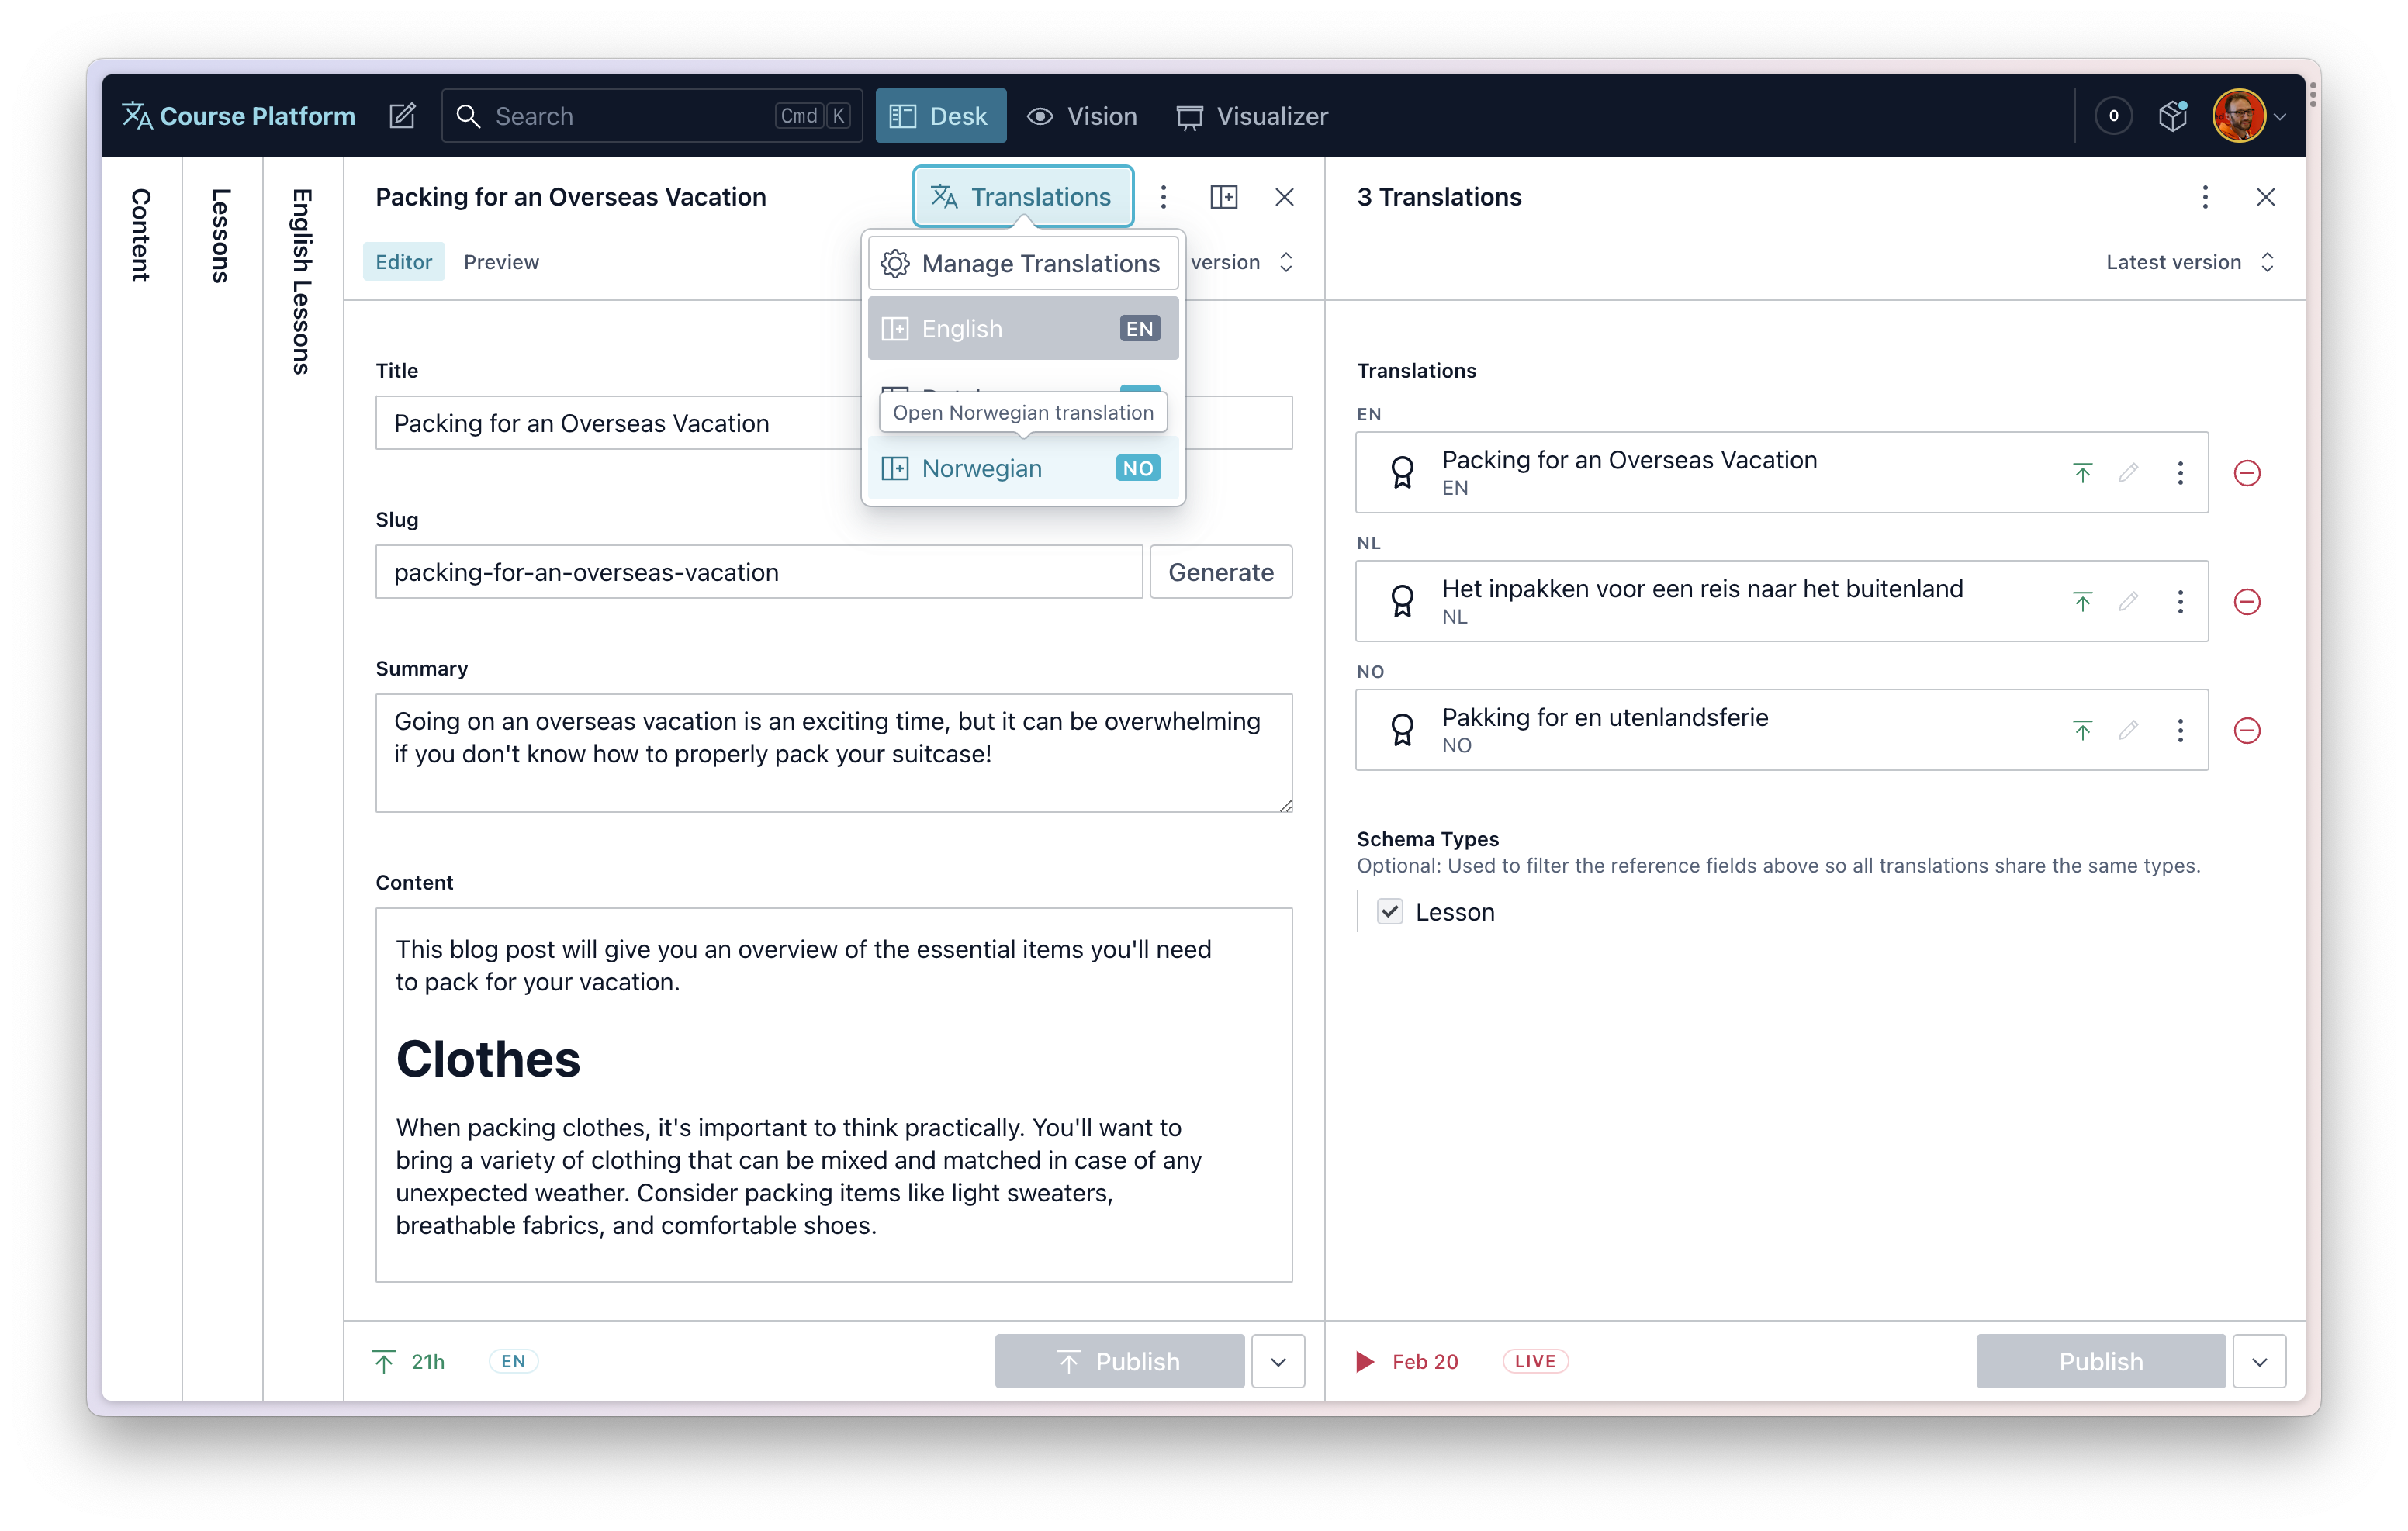 Course Platform
Search
Cmd K
Desk
Vision
Visualizer
0
Content
Lessons
English Lessons
Packing for an Overseas Vacation
Translations
Editor
Preview
version
Manage Translations
English EN
Open Norwegian translation
Norwegian NO
Title
Packing for an Overseas Vacation
Slug
packing-for-an-overseas-vacation
Generate
Summary
Going on an overseas vacation is an exciting time, but it can be overwhelming
if you don't know how to properly pack your suitcase!
Content
This blog post will give you an overview of the essential items you'll need
to pack for your vacation.
Clothes
When packing clothes, it's important to think practically. You'll want to
bring a variety of clothing that can be mixed and matched in case of any
unexpected weather. Consider packing items like light sweaters,
breathable fabrics, and comfortable shoes.
21h
EN
Publish
3 Translations
Latest version
Translations
EN
Packing for an Overseas Vacation
EN
NL
Het inpakken voor een reis naar het buitenland
NL
NO
Pakking for en utenlandsferie
NO
Schema Types
Optional: Used to filter the reference fields above so all translations share the same types.
Lesson
Feb 20
LIVE
Publish